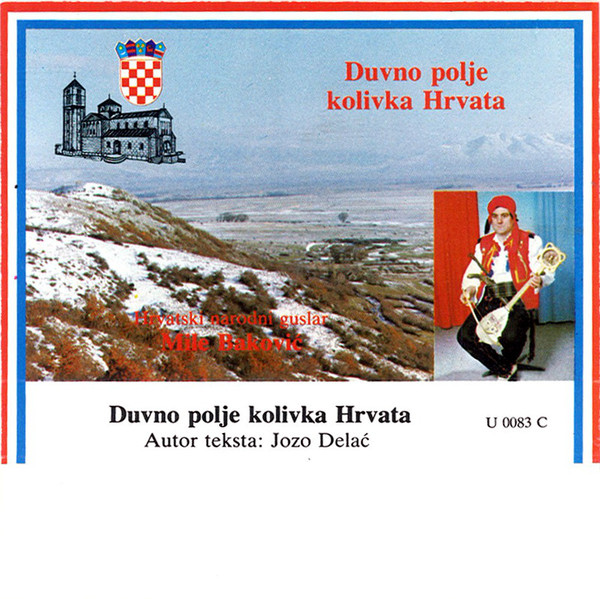 Duvno polje
kolivka Hrvata
Hrvatski narodni guslar
Mile Baković
Duvno polje kolivka Hrvata
Autor teksta: Jozo Delać
U 0083 C